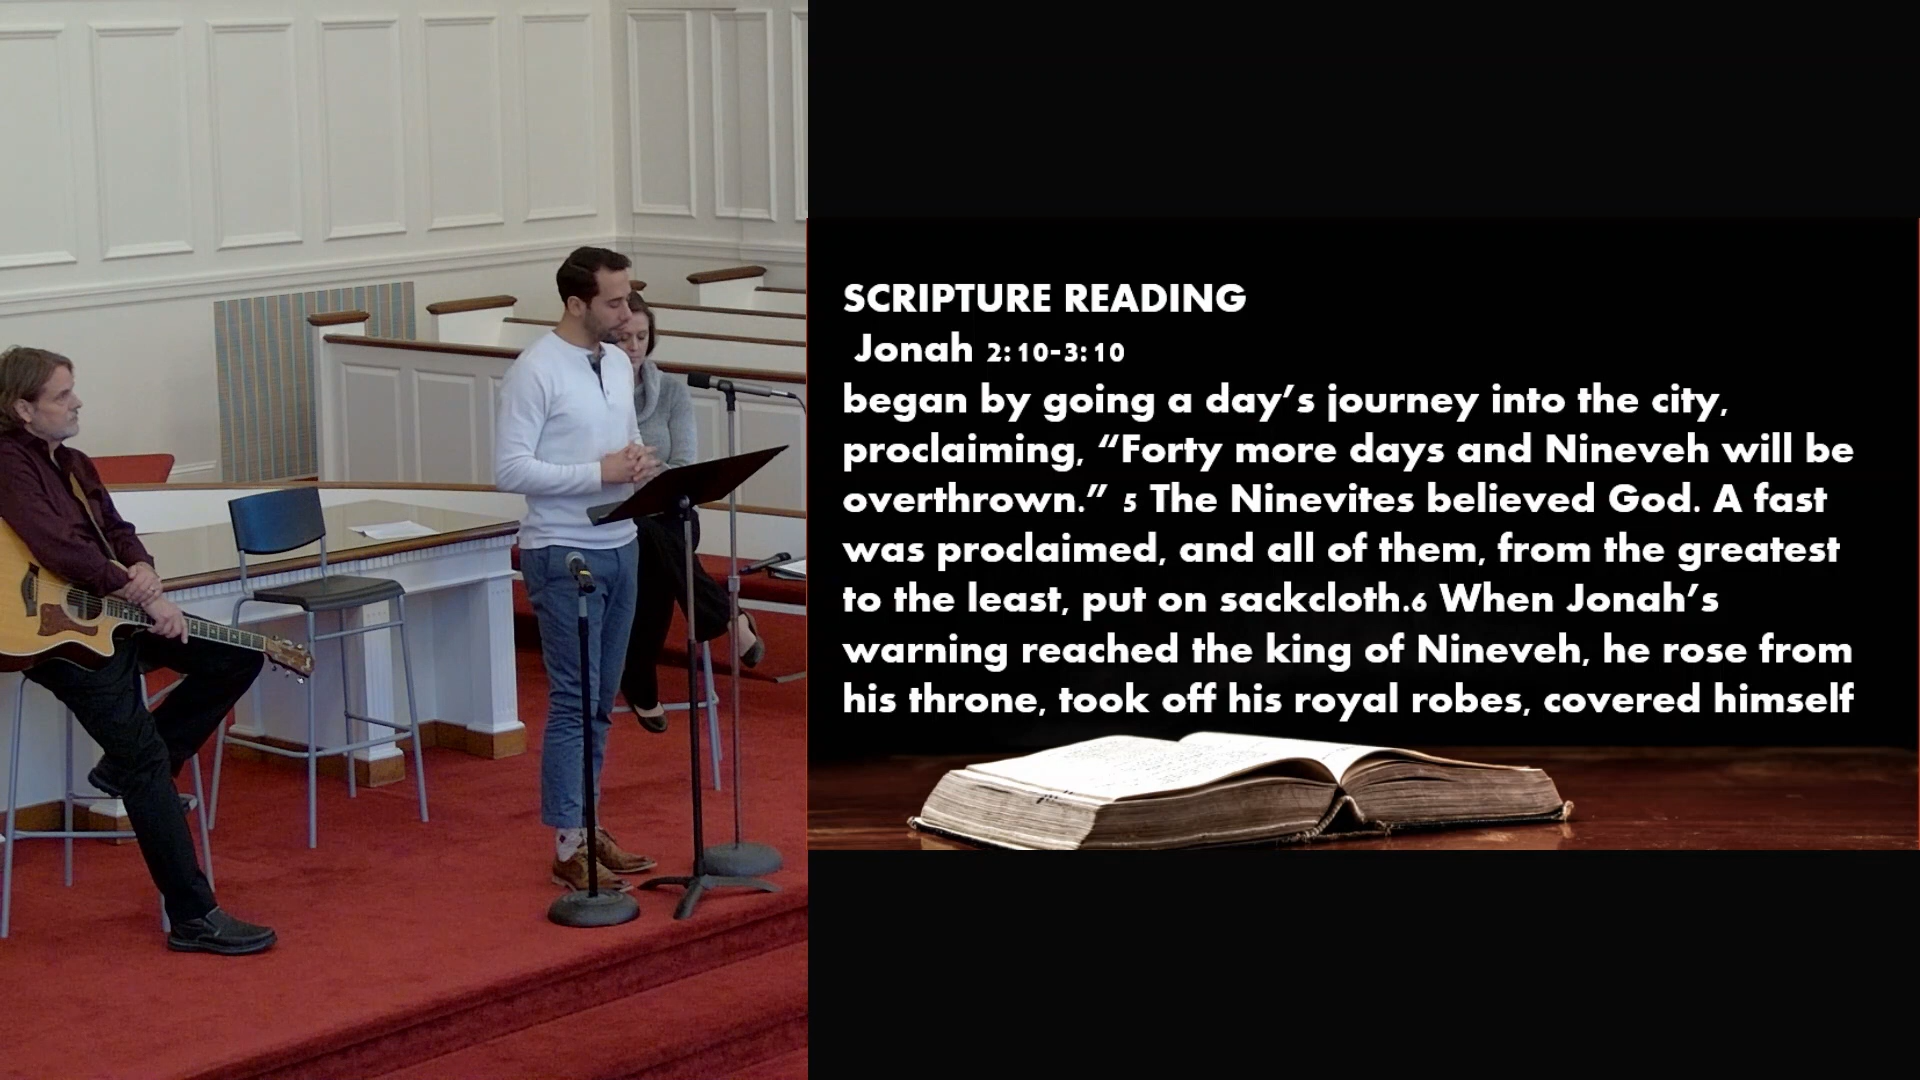 SCRIPTURE READING
Jonah 2:10-3:10
began by going a day’s journey into the city,
proclaiming, “Forty more days and Nineveh will be
overthrown.” 5 The Ninevites believed God. A fast
was proclaimed, and all of them, from the greatest
to the least, put on sackcloth.6 When Jonah’s
warning reached the king of Nineveh, he rose from
his throne, took off his royal robes, covered himself